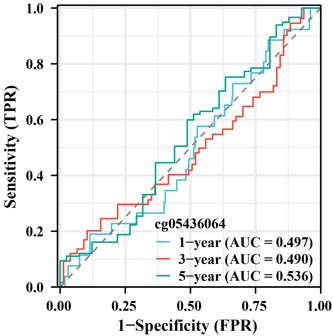 1.0
0.8
0.6
0.4
0.2
0.0
Sensitivity (TPR)
cg05436064
1−year (AUC = 0.497)
3−year (AUC = 0.490)
5−year (AUC = 0.536)
0.00 0.25 0.50 0.75 1.00
1−Specificity (FPR)